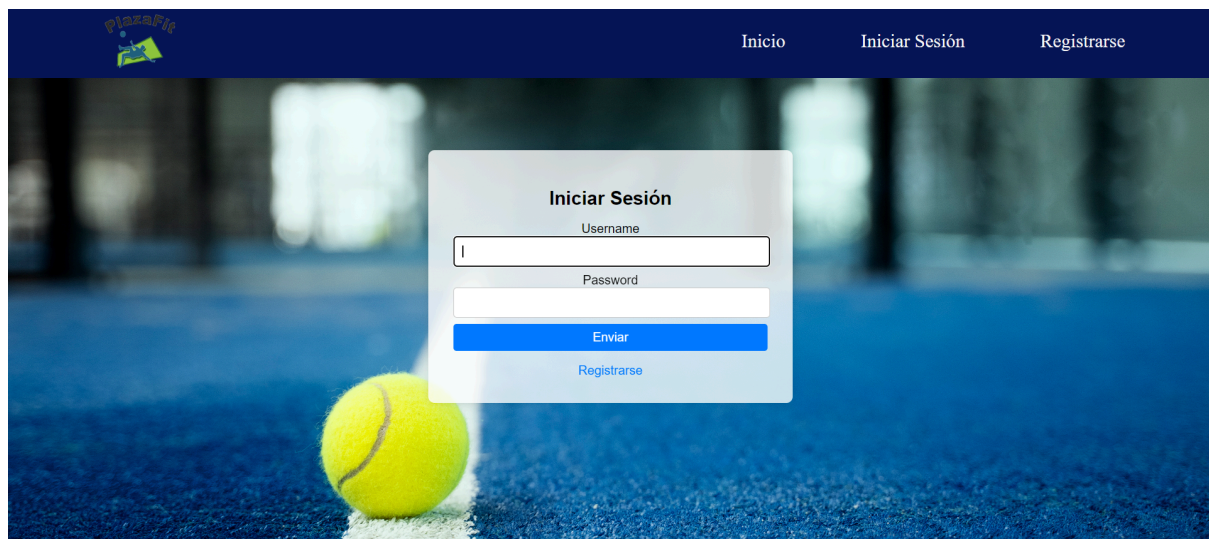 PlazaFit
Inicio
Iniciar Sesión
Registrarse
Iniciar Sesión
Username
Password
Enviar
Registrarse